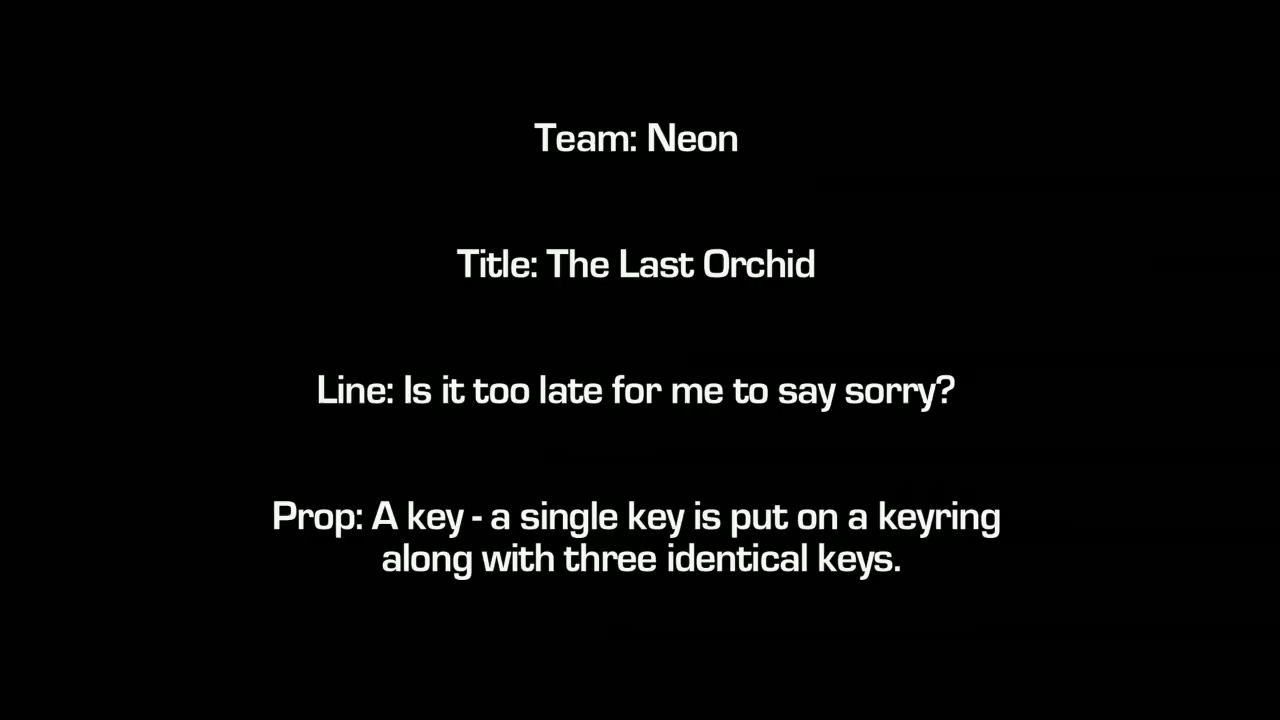 Team: Neon
Title: The Last Orchid
Line: Is it too late for me to say sorry?
Prop: A key - a single key is put on a keyring
along with three identical keys.